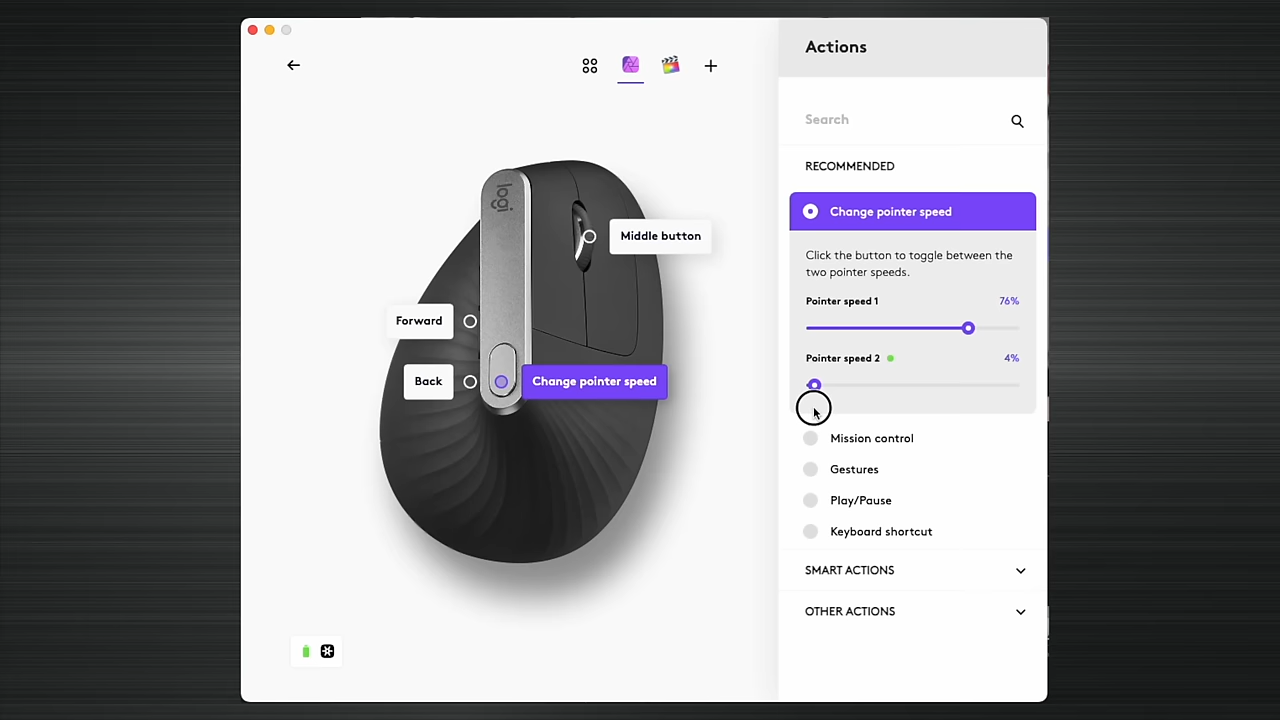 Actions
Search
RECOMMENDED
Change pointer speed
Click the button to toggle between the
two pointer speeds.
Pointer speed 1 76%
Pointer speed 2 4%
Mission control
Gestures
Play/Pause
Keyboard shortcut
SMART ACTIONS
OTHER ACTIONS
logi
Middle button
Forward
Back
Change pointer speed